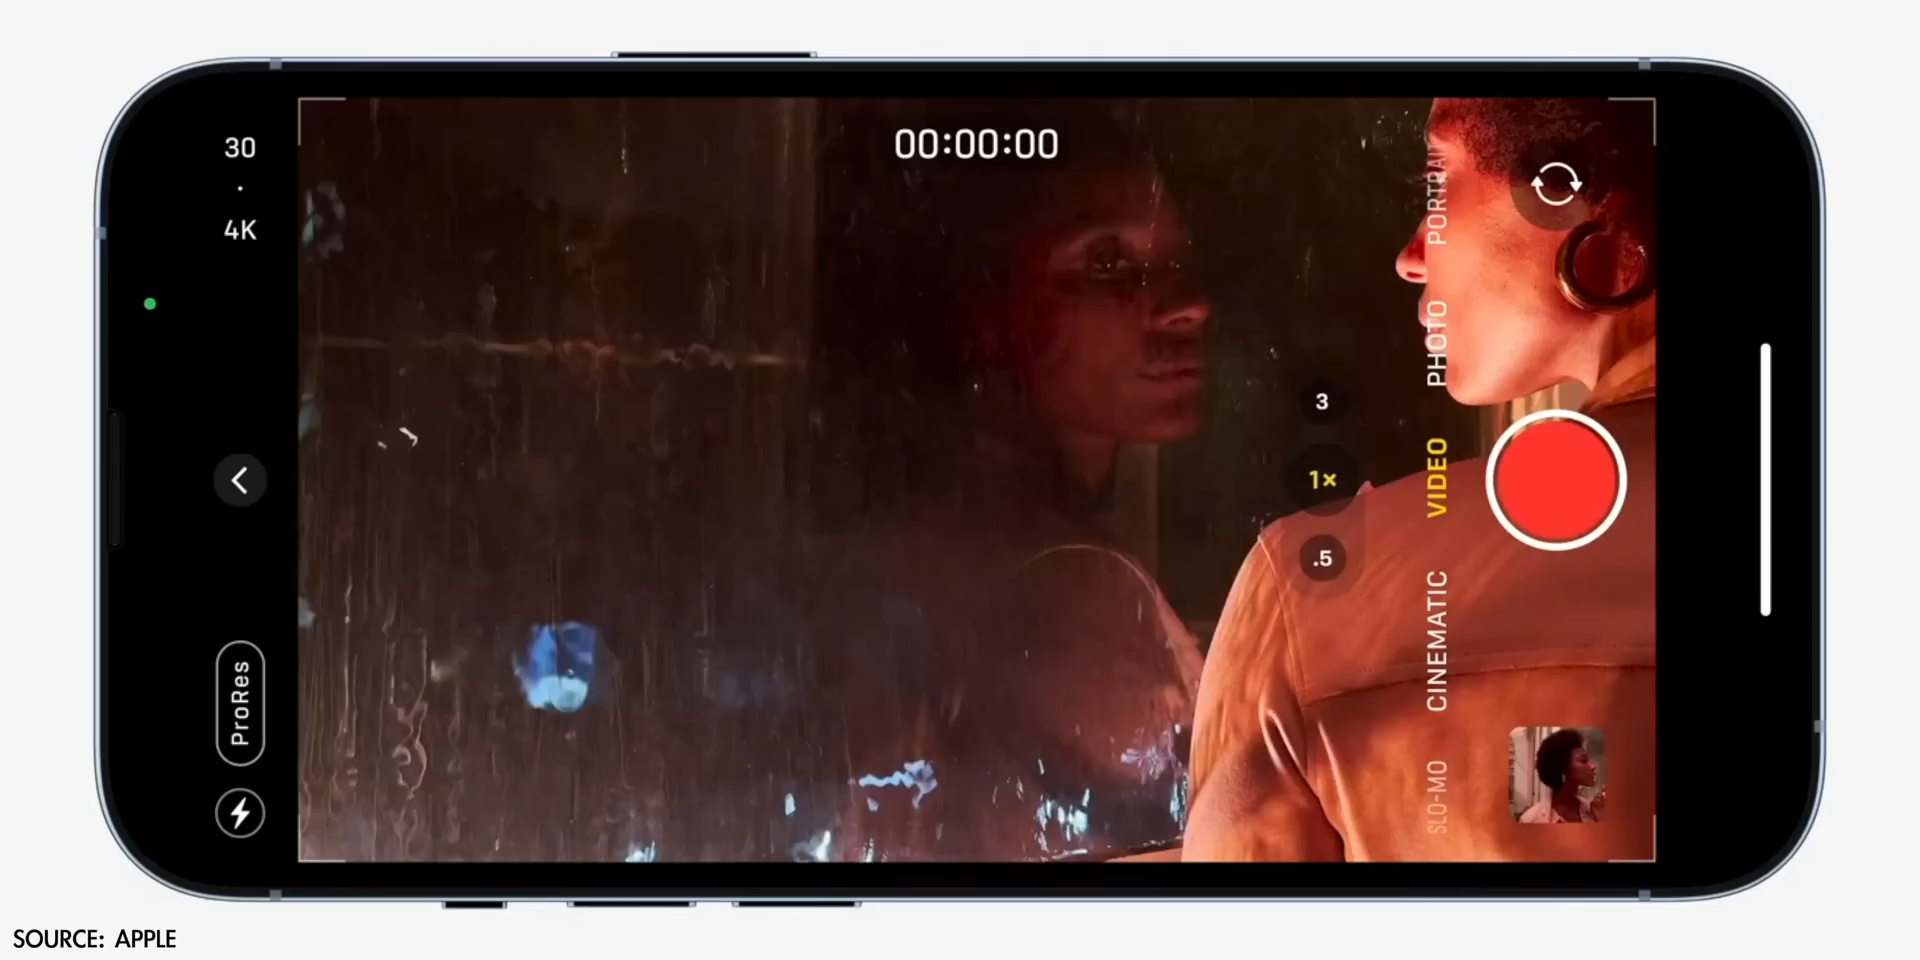 30
·
4K
00:00:00
PORTRAIT
PHOTO
VIDEO
CINEMATIC
SLO-MO
3
1×
.5
ProRes
SOURCE: APPLE